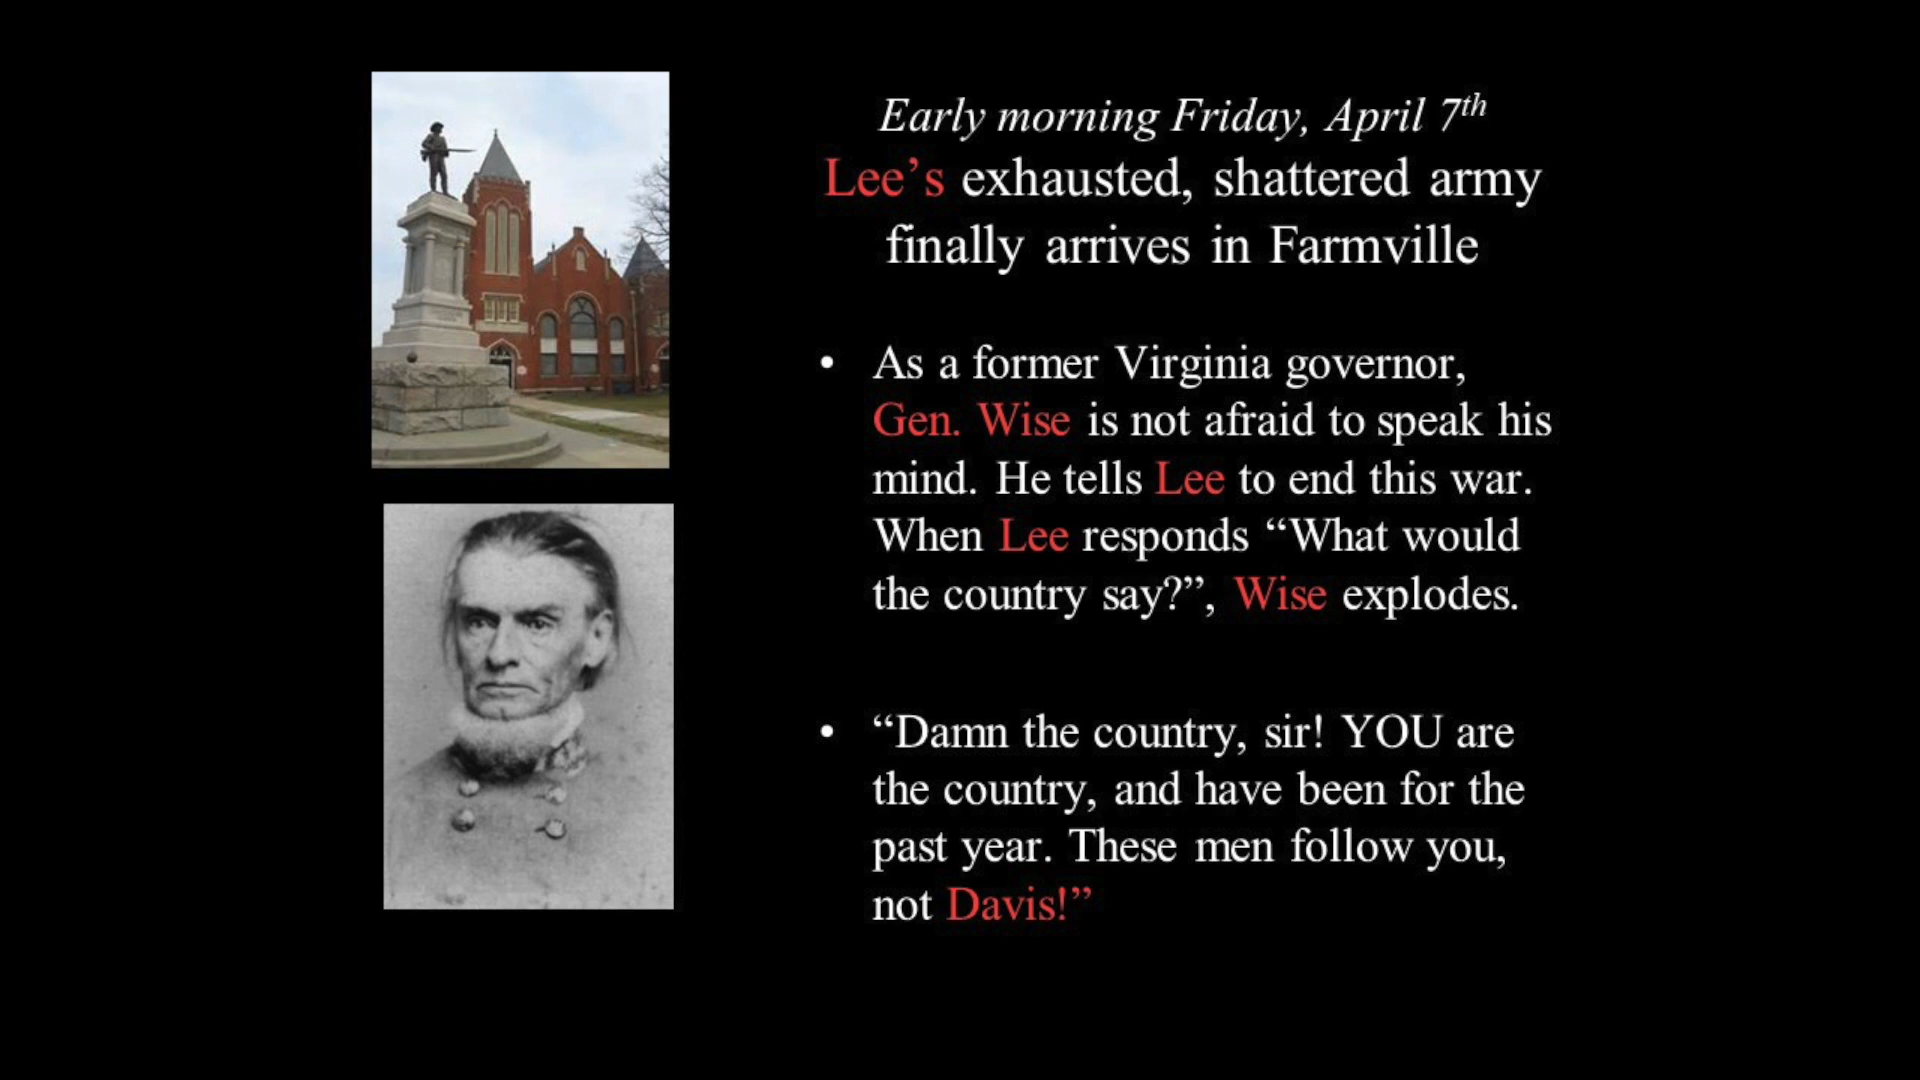 Early morning Friday, April 7th
Lee’s exhausted, shattered army
finally arrives in Farmville
• As a former Virginia governor,
Gen. Wise is not afraid to speak his
mind. He tells Lee to end this war.
When Lee responds “What would
the country say?”, Wise explodes.
• “Damn the country, sir! YOU are
the country, and have been for the
past year. These men follow you,
not Davis!”